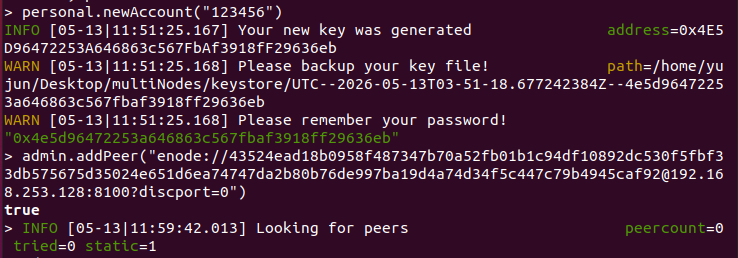 > personal.newAccount("123456")
INFO [05-13|11:51:25.167] Your new key was generated address=0x4E5
D96472253A646863c567FbAf3918ff29636eb
WARN [05-13|11:51:25.168] Please backup your key file! path=/home/yu
jun/Desktop/multiNodes/keystore/UTC--2026-05-13T03-51-18.677242384Z--4e5d9647225
3a646863c567fbaf3918ff29636eb
WARN [05-13|11:51:25.168] Please remember your password!
"0x4e5d96472253a646863c567fbaf3918ff29636eb"
> admin.addPeer("enode://43524ead18b0958f487347b70a52fb01b1c94df10892dc530f5fbf3
3db575675d35024e651d6ea74747da2b80b76de997ba19d4a74d34f5c447c79b4945caf92@192.16
8.253.128:8100?discport=0")
true
> INFO [05-13|11:59:42.013] Looking for peers peercount=0
tried=0 static=1